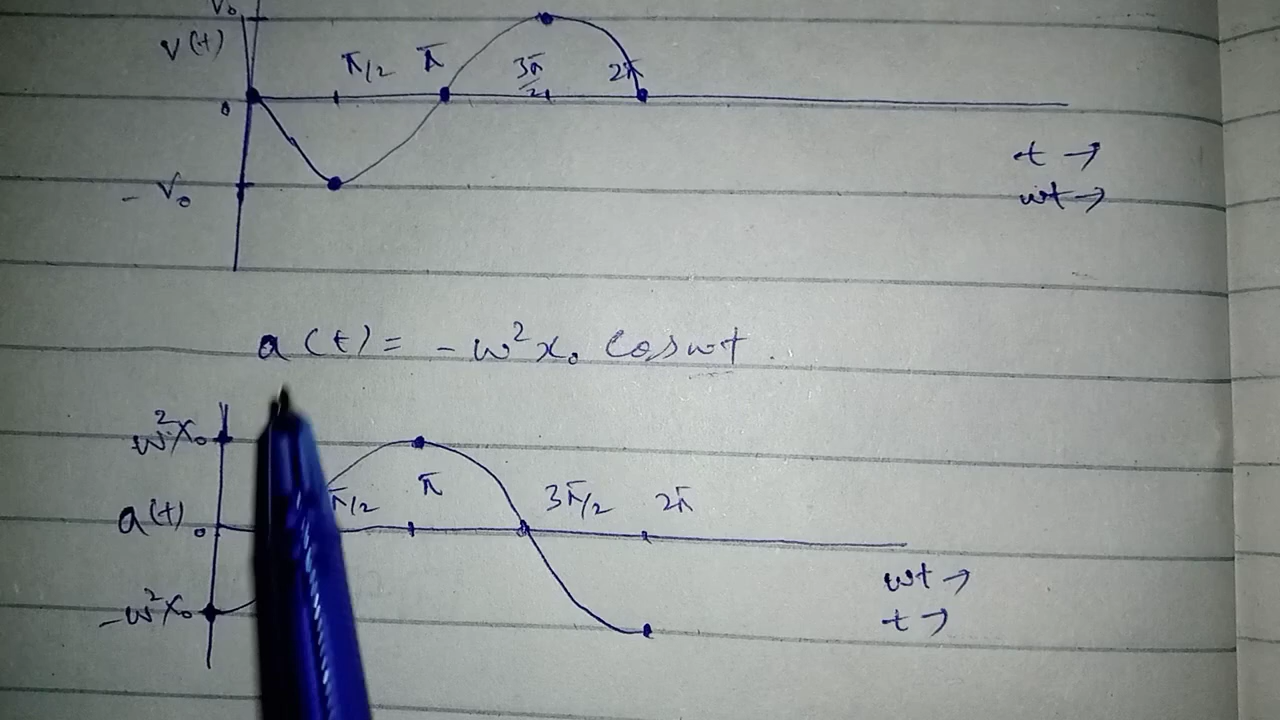 V₀
V(t)
π/2 π 3π/2 2π
0
t →
- V₀ ωt →
a(t) = - ω²x₀ Cosωt.
ω²x₀
π/2 π 3π/2 2π
a(t) 0
ωt →
-ω²x₀ t →